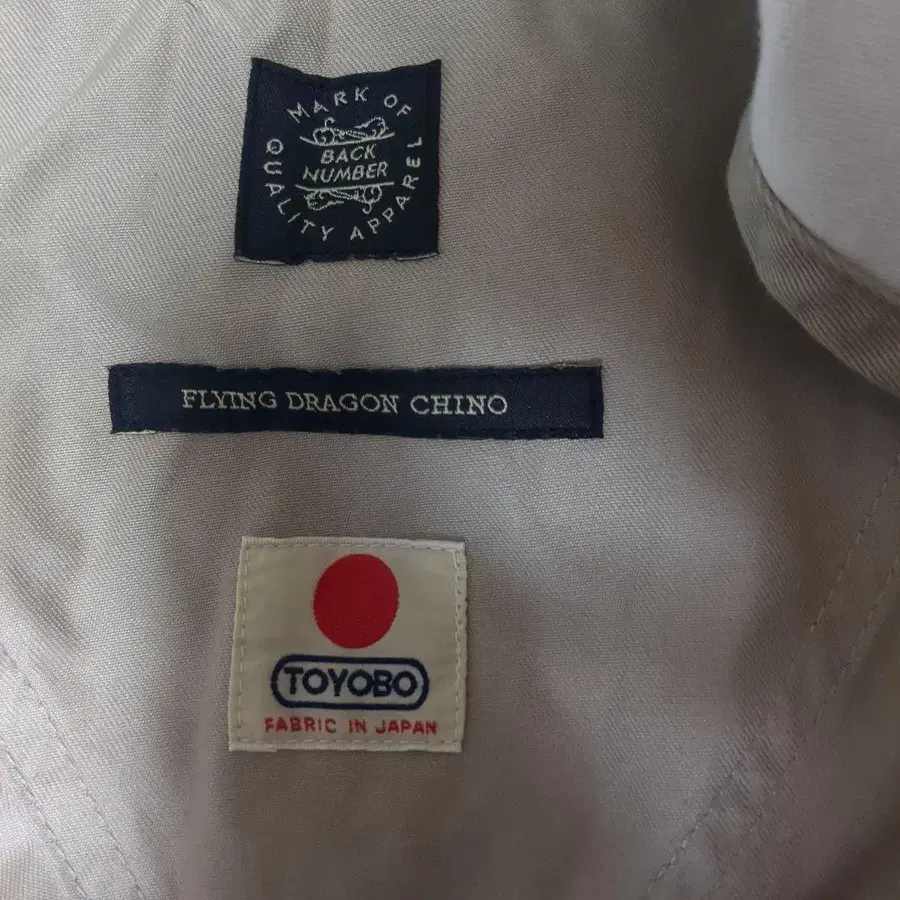 MARK OF
QUALITY APPAREL
BACK
NUMBER
FLYING DRAGON CHINO
TOYOBO
FABRIC IN JAPAN